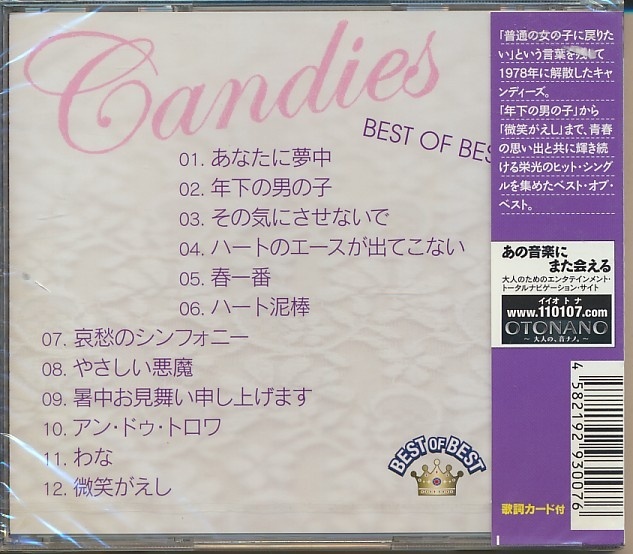 Candies
BEST OF BES
01. あなたに夢中
02. 年下の男の子
03. その気にさせないで
04. ハートのエースが出てこない
05. 春一番
06. ハート泥棒
07. 哀愁のシンフォニー
08. やさしい悪魔
09. 暑中お見舞い申し上げます
10. アン・ドゥ・トロワ
11. わな
12. 微笑がえし
BEST OF BEST
「普通の女の子に戻りた
い」という言葉を残して
1978年に解散したキャ
ンディーズ。
「年下の男の子」から
「微笑がえし」まで、青春
の思い出と共に輝き続
ける栄光のヒット・シング
ルを集めたベスト・オブ・
ベスト。
あの音楽に
また会える
大人のためのエンタテインメント・
トータルナビゲーション・サイト
イイオトナ
www.110107.com
OTONANO
〜 大人の、音ナノ。〜
4 582192 930076
歌詞カード付